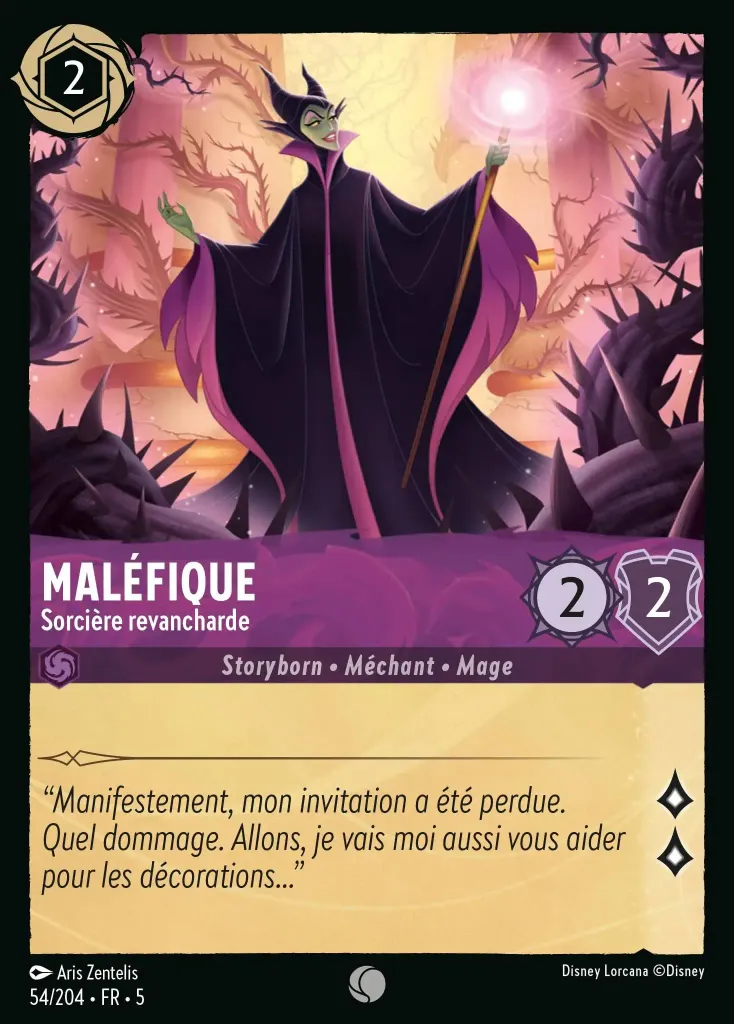 2
MALÉFIQUE
Sorcière revancharde
2
2
Storyborn • Méchant • Mage
“Manifestement, mon invitation a été perdue.
Quel dommage. Allons, je vais moi aussi vous aider
pour les décorations...”
Aris Zentelis
Disney Lorcana ©Disney
54/204 • FR • 5